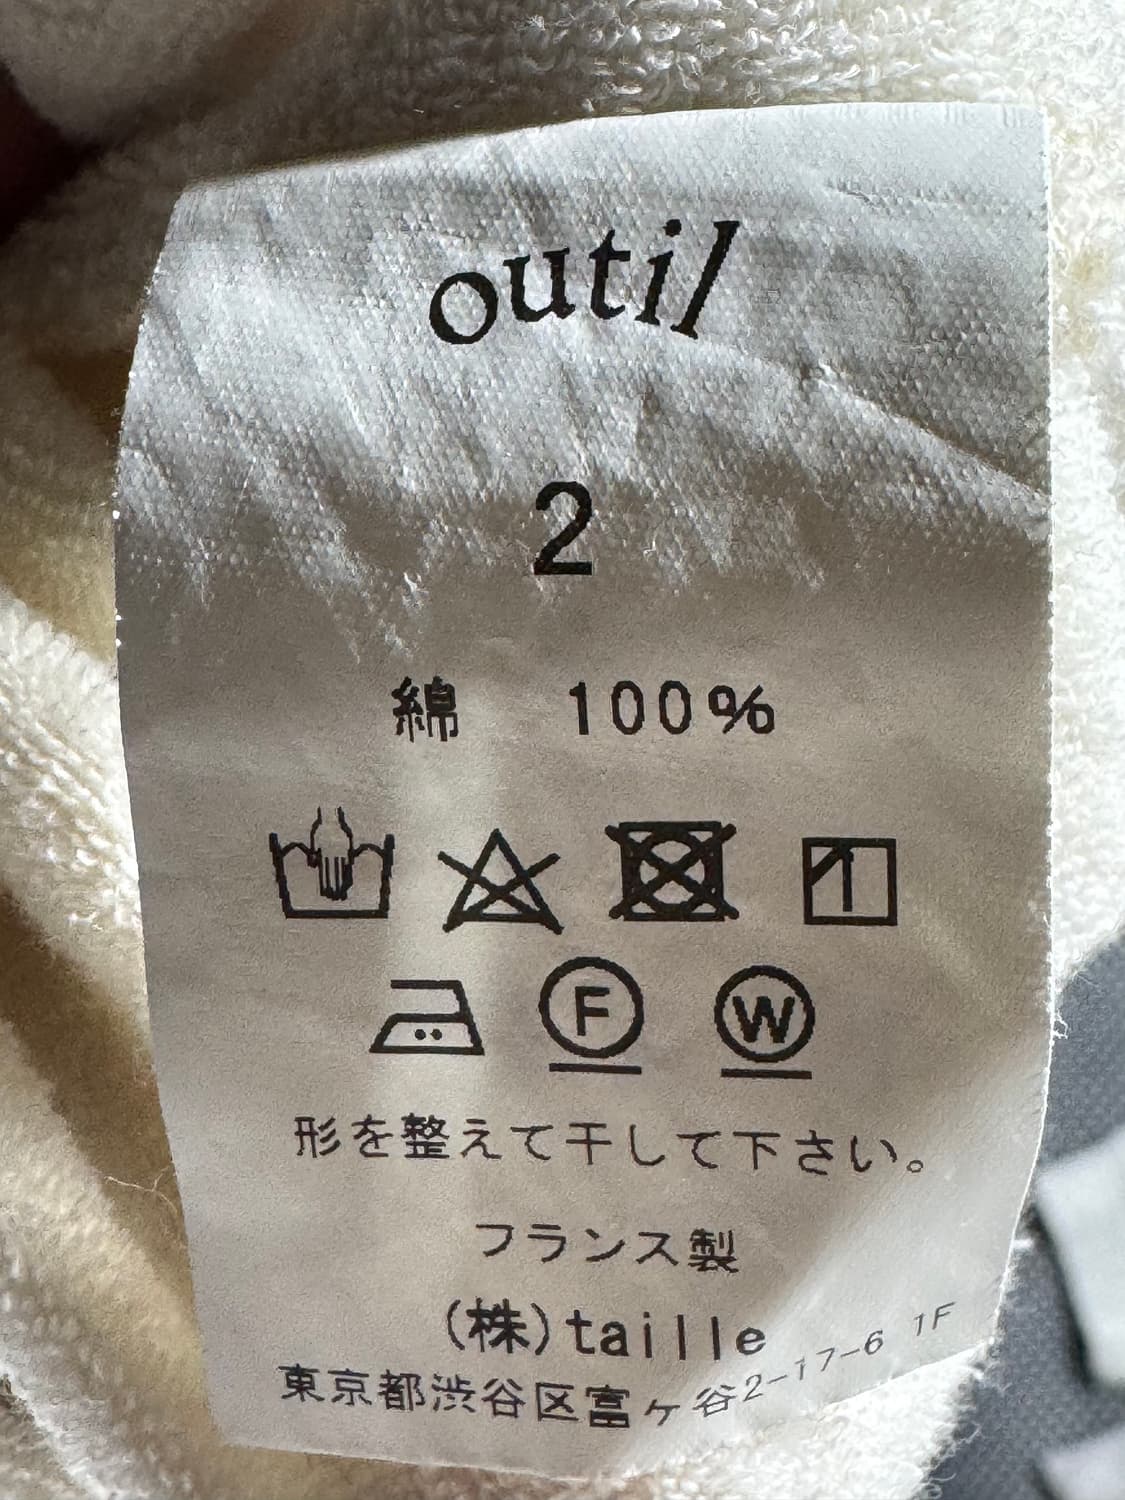 outil
2
綿 100%
F W
形を整えて干して下さい。
フランス製
(株)taille
東京都渋谷区富ヶ谷2-17-6 1F